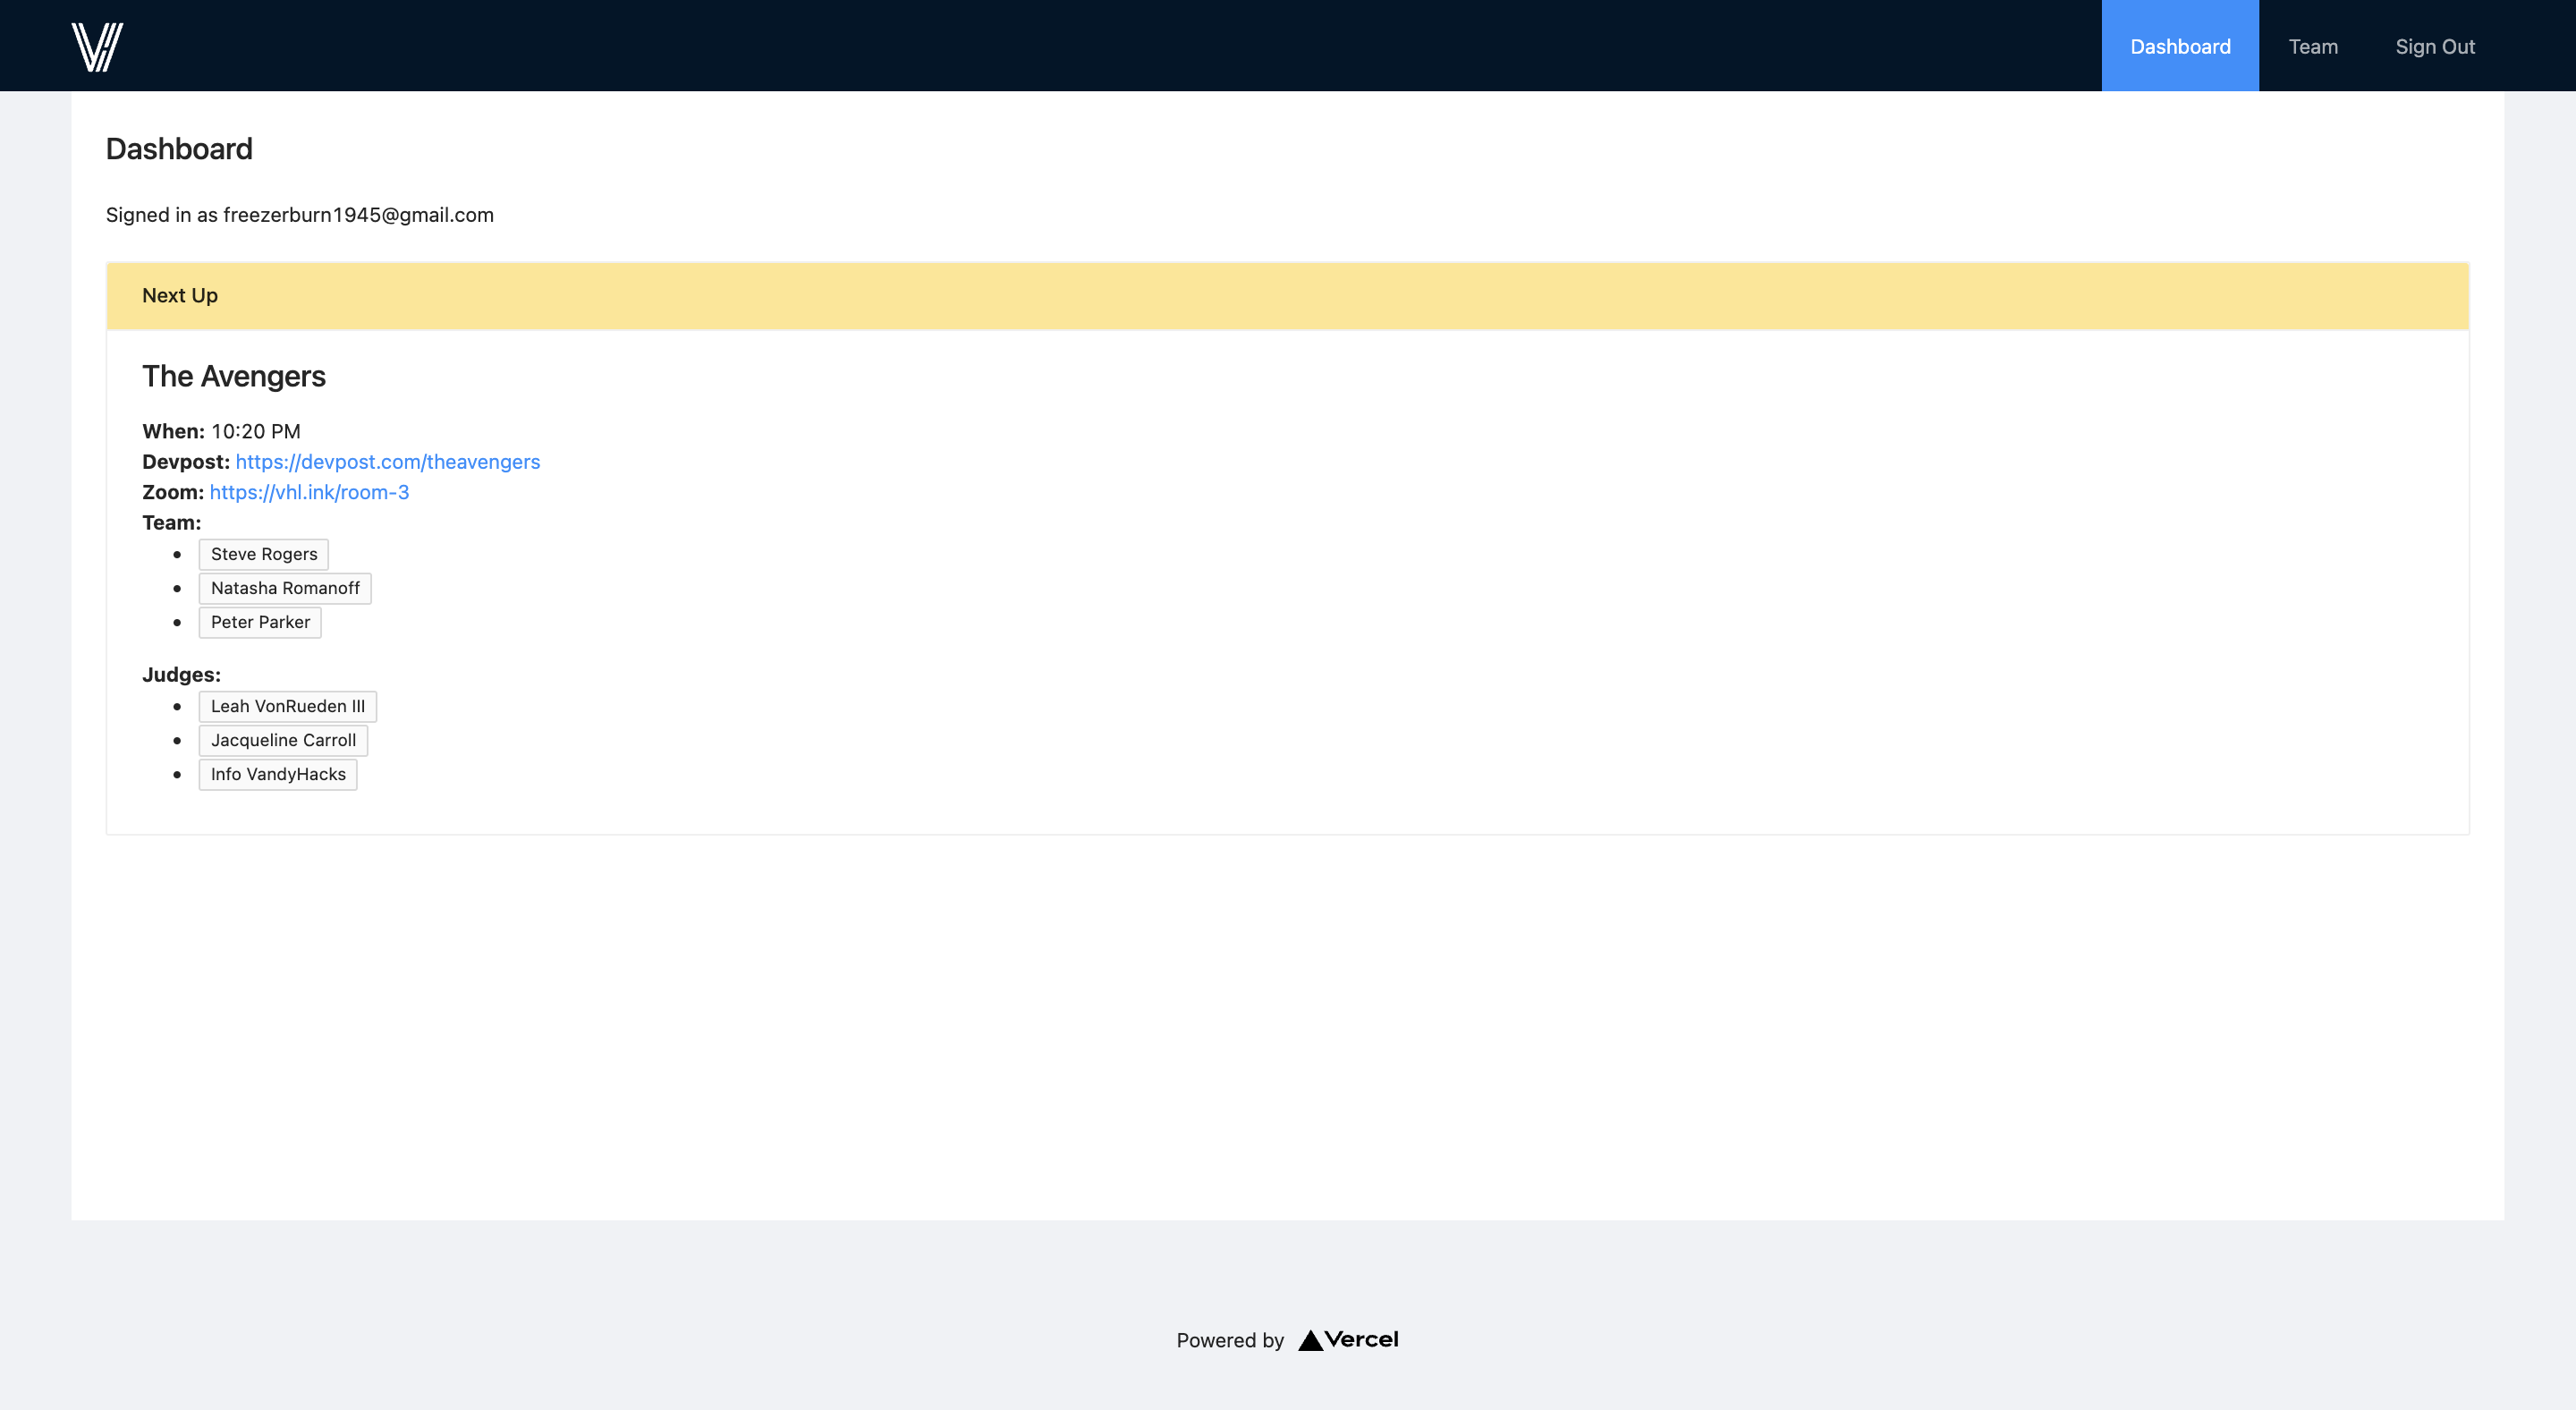 Dashboard
Team
Sign Out
Dashboard
Signed in as freezerburn1945@gmail.com
Next Up
The Avengers
When: 10:20 PM
Devpost: https://devpost.com/theavengers
Zoom: https://vhl.ink/room-3
Team:
Steve Rogers
Natasha Romanoff
Peter Parker
Judges:
Leah VonRueden III
Jacqueline Carroll
Info VandyHacks
Powered by Vercel